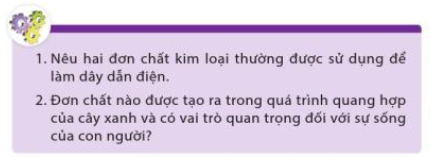 1. Nêu hai đơn chất kim loại thường được sử dụng để
làm dây dẫn điện.
2. Đơn chất nào được tạo ra trong quá trình quang hợp
của cây xanh và có vai trò quan trọng đối với sự sống
của con người?